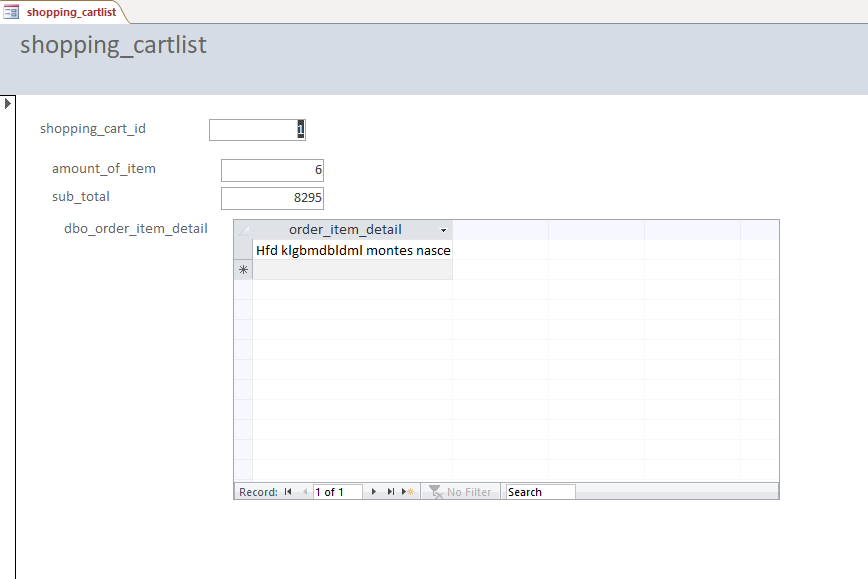 shopping_cartlist
shopping_cartlist
shopping_cart_id 1
amount_of_item 6
sub_total 8295
dbo_order_item_detail order_item_detail
Hfd klgbmdbldml montes nasce
Record: 1 of 1 No Filter Search